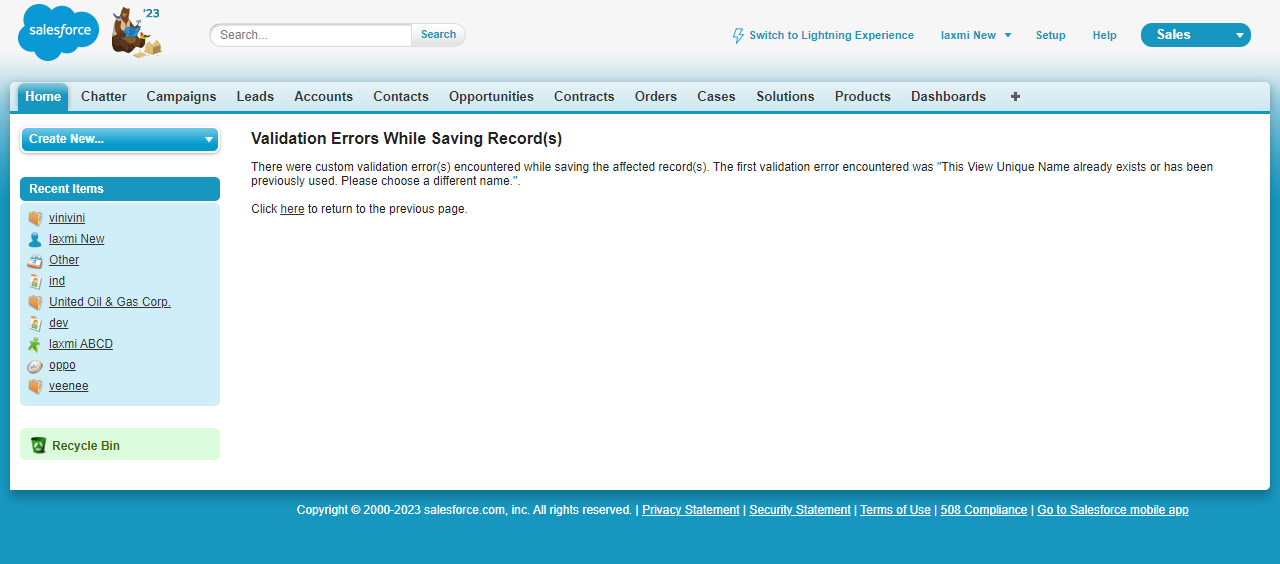 salesforce
'23
Search...
Search
Switch to Lightning Experience
laxmi New
Setup
Help
Sales
Home Chatter Campaigns Leads Accounts Contacts Opportunities Contracts Orders Cases Solutions Products Dashboards
Create New...
Recent Items
vinivini
laxmi New
Other
ind
United Oil & Gas Corp.
dev
laxmi ABCD
oppo
veenee
Recycle Bin
Validation Errors While Saving Record(s)
There were custom validation error(s) encountered while saving the affected record(s). The first validation error encountered was "This View Unique Name already exists or has been
previously used. Please choose a different name.".
Click here to return to the previous page.
Copyright © 2000-2023 salesforce.com, inc. All rights reserved. | Privacy Statement | Security Statement | Terms of Use | 508 Compliance | Go to Salesforce mobile app